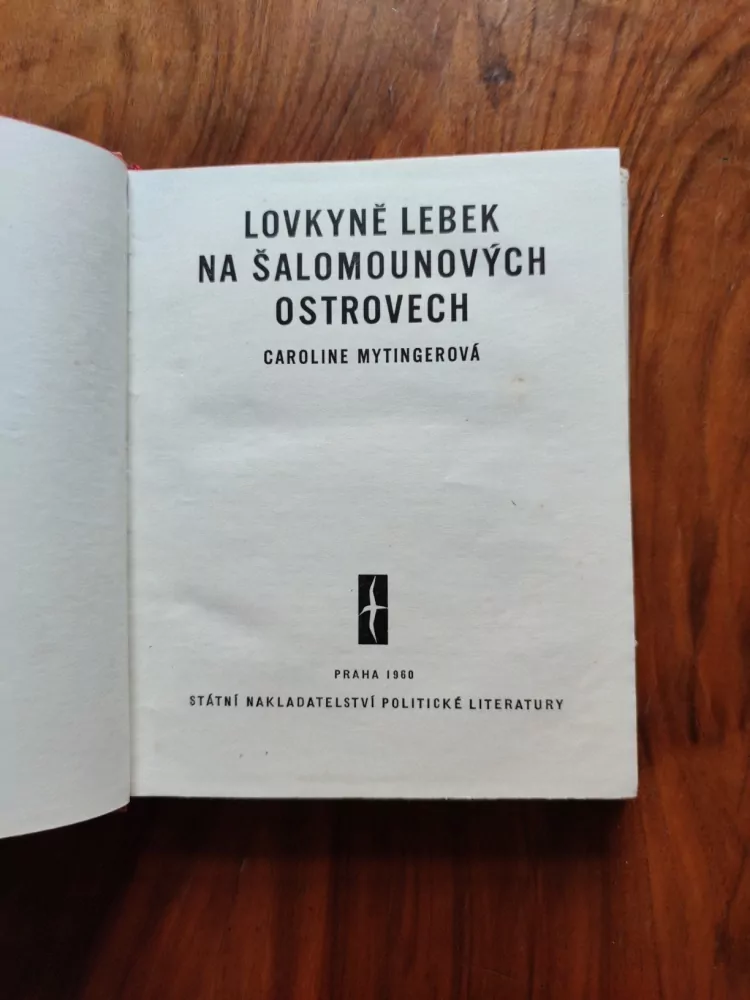 LOVKYNĚ LEBEK
NA ŠALOMOUNOVÝCH
OSTROVECH
CAROLINE MYTINGEROVÁ
PRAHA 1960
STÁTNÍ NAKLADATELSTVÍ POLITICKÉ LITERATURY